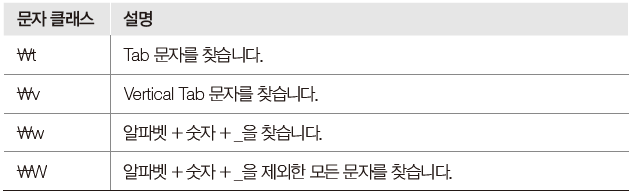 문자 클래스 설명
₩t Tab 문자를 찾습니다.
₩v Vertical Tab 문자를 찾습니다.
₩w 알파벳 + 숫자 + _을 찾습니다.
₩W 알파벳 + 숫자 + _을 제외한 모든 문자를 찾습니다.